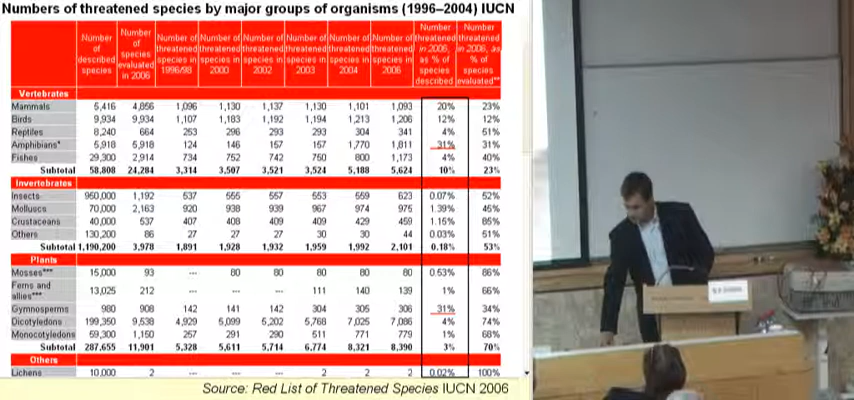 Numbers of threatened species by major groups of organisms (1996–2004) IUCN
Number of described species Number of species evaluated in 2006 Number of threatened species in 1996/98 Number of threatened species in 2000 Number of threatened species in 2002 Number of threatened species in 2003 Number of threatened species in 2004 Number of threatened species in 2006 Number threatened in 2006, as % of species described Number threatened in 2006, as % of species evaluated**
Vertebrates
Mammals 5,416 4,856 1,096 1,130 1,137 1,130 1,101 1,093 20% 23%
Birds 9,934 9,934 1,107 1,183 1,192 1,194 1,213 1,206 12% 12%
Reptiles 8,240 664 253 296 293 293 304 341 4% 51%
Amphibians* 5,918 5,918 124 146 157 157 1,770 1,811 31% 31%
Fishes 29,300 2,914 734 752 742 750 800 1,173 4% 40%
Subtotal 58,808 24,284 3,314 3,507 3,521 3,524 5,188 5,624 10% 23%
Invertebrates
Insects 950,000 1,192 537 555 557 553 559 623 0.07% 52%
Molluscs 70,000 2,163 920 938 939 967 974 975 1.39% 45%
Crustaceans 40,000 537 407 408 409 409 429 459 1.15% 85%
Others 130,200 86 27 27 27 30 30 44 0.03% 51%
Subtotal 1,190,200 3,978 1,891 1,928 1,932 1,959 1,992 2,101 0.18% 53%
Plants
Mosses*** 15,000 93 --- 80 80 80 80 80 0.53% 86%
Ferns and allies*** 13,025 212 --- --- --- 111 140 139 1% 66%
Gymnosperms 980 908 142 141 142 304 305 306 31% 34%
Dicotyledons 199,350 9,538 4,929 5,099 5,202 5,768 7,025 7,086 4% 74%
Monocotyledons 59,300 1,150 257 291 290 511 771 779 1% 68%
Subtotal 287,655 11,901 5,328 5,611 5,714 6,774 8,321 8,390 3% 70%
Others
Lichens 10,000 2 --- --- --- 2 2 2 0.02% 100%
Source: Red List of Threatened Species IUCN 2006